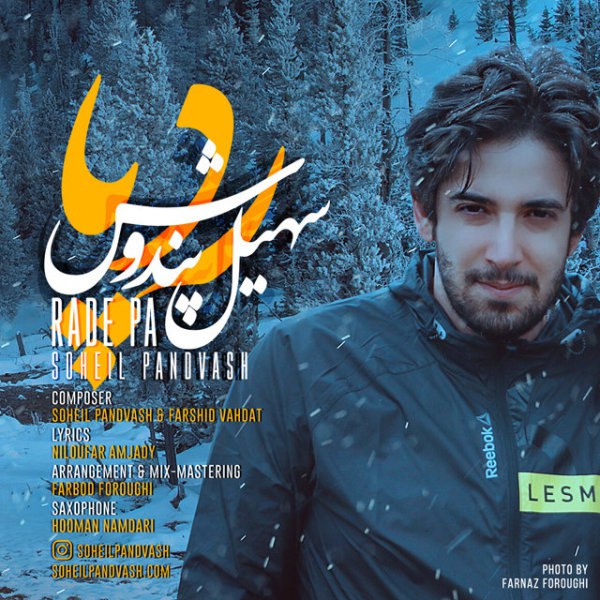 رد پا
سهیل پندوش
RADE PA
SOHEIL PANDVASH
COMPOSER
SOHEIL PANDVASH & FARSHID VAHDAT
LYRICS
NILOUFAR AMJADY
ARRANGEMENT & MIX-MASTERING
FARBOD FOROUGHI
SAXOPHONE
HOOMAN NAMDARI
SOHEILPANDVASH
SOHEILPANDVASH.COM
Reebok
LESM
PHOTO BY
FARNAZ FOROUGHI